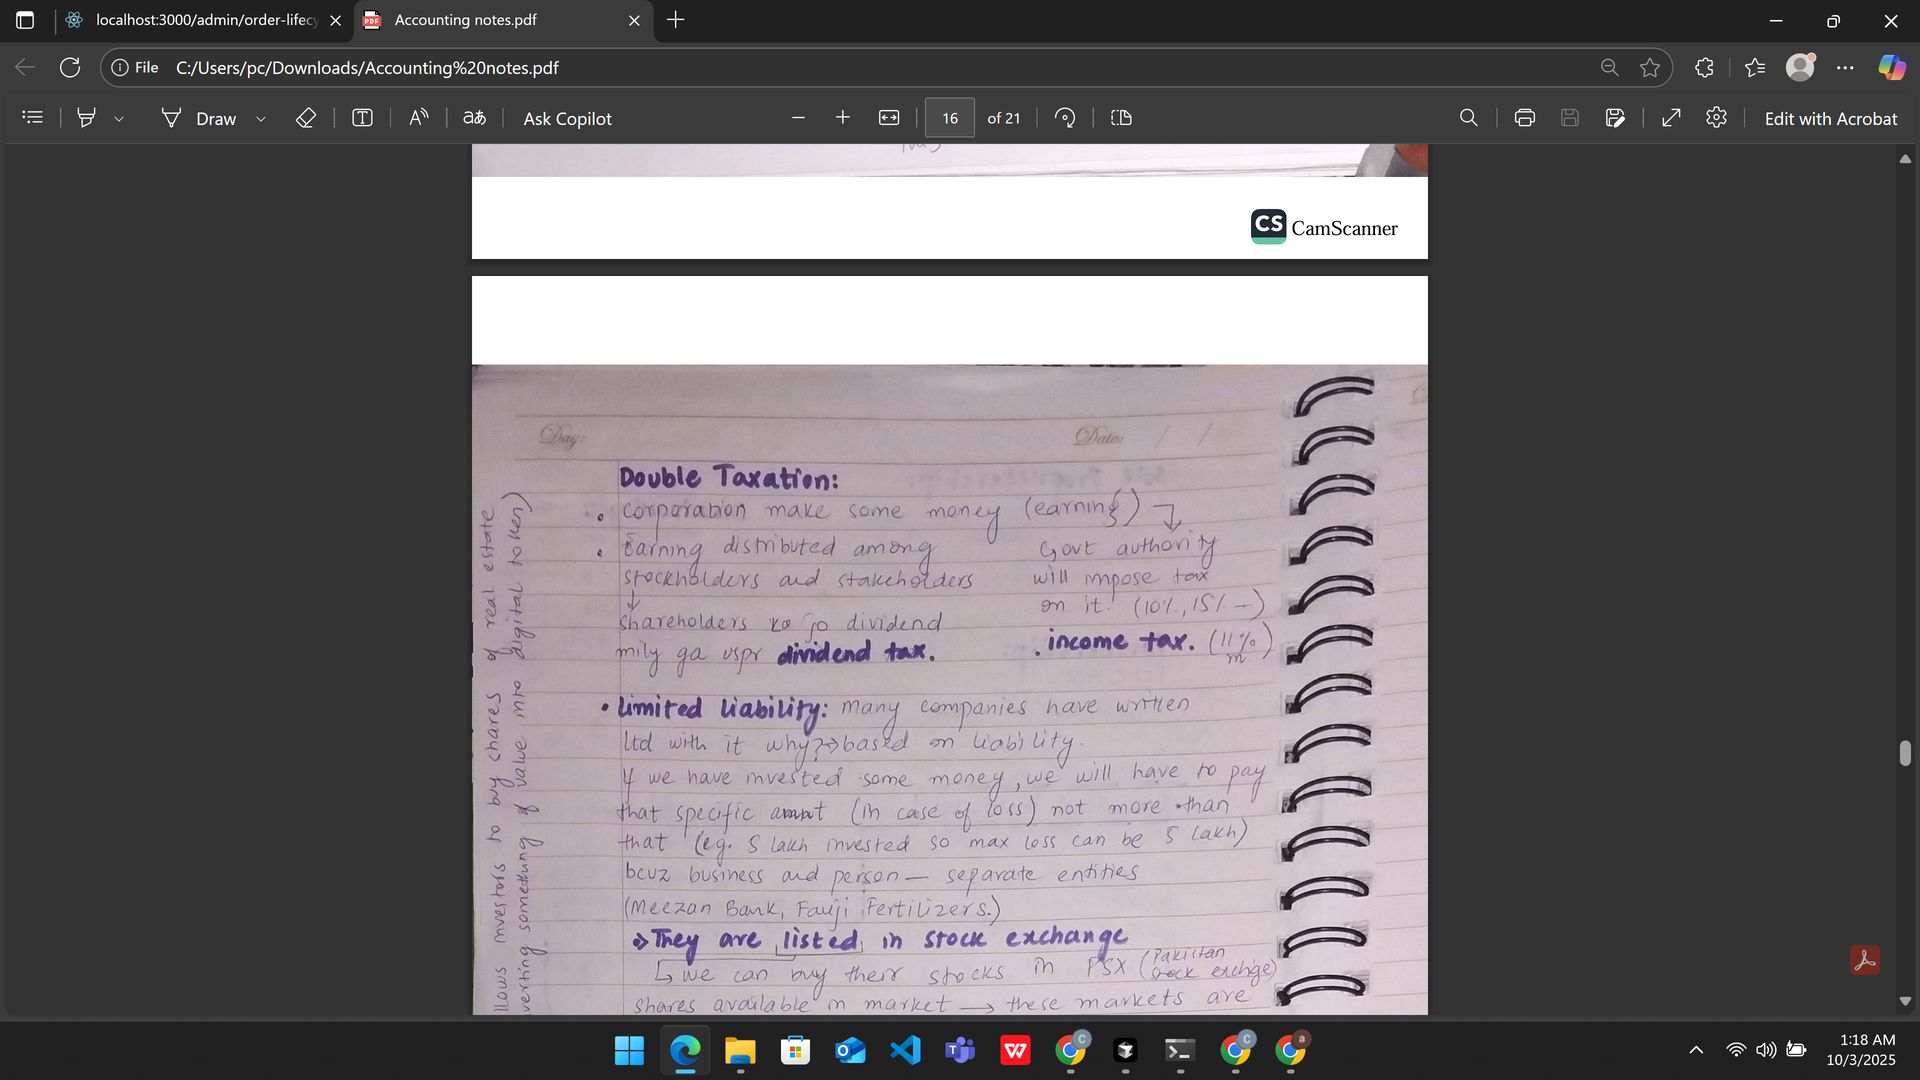 localhost:3000/admin/order-lifecy
Accounting notes.pdf
File C:/Users/pc/Downloads/Accounting%20notes.pdf
Draw
Ask Copilot
16 of 21
Edit with Acrobat
CS CamScanner
Day:
Date: / /
Double Taxation:
• corporation make some money (earning)
• Earning distributed among
stockholders and stakeholders
shareholders ko jo dividend
mily ga uspr dividend tax.
Govt authority
will impose tax
on it. (10%, 15% —)
. income tax. (11%)
• Limited Liability: many companies have written
ltd with it why?→ based on liability.
If we have invested some money, we will have to pay
that specific amount (in case of loss) not more than
that (eg. 5 lakh invested so max loss can be 5 lakh)
bcuz business and person — separate entities
(Meezan Bank, Fauji Fertilizers.)
→ They are listed in stock exchange
↳ we can buy their stocks in PSX (Pakistan
Stock exchnge)
shares available in market → these markets are
llows investors to buy shares of real estate
verting something of value into digital token)
1:18 AM
10/3/2025